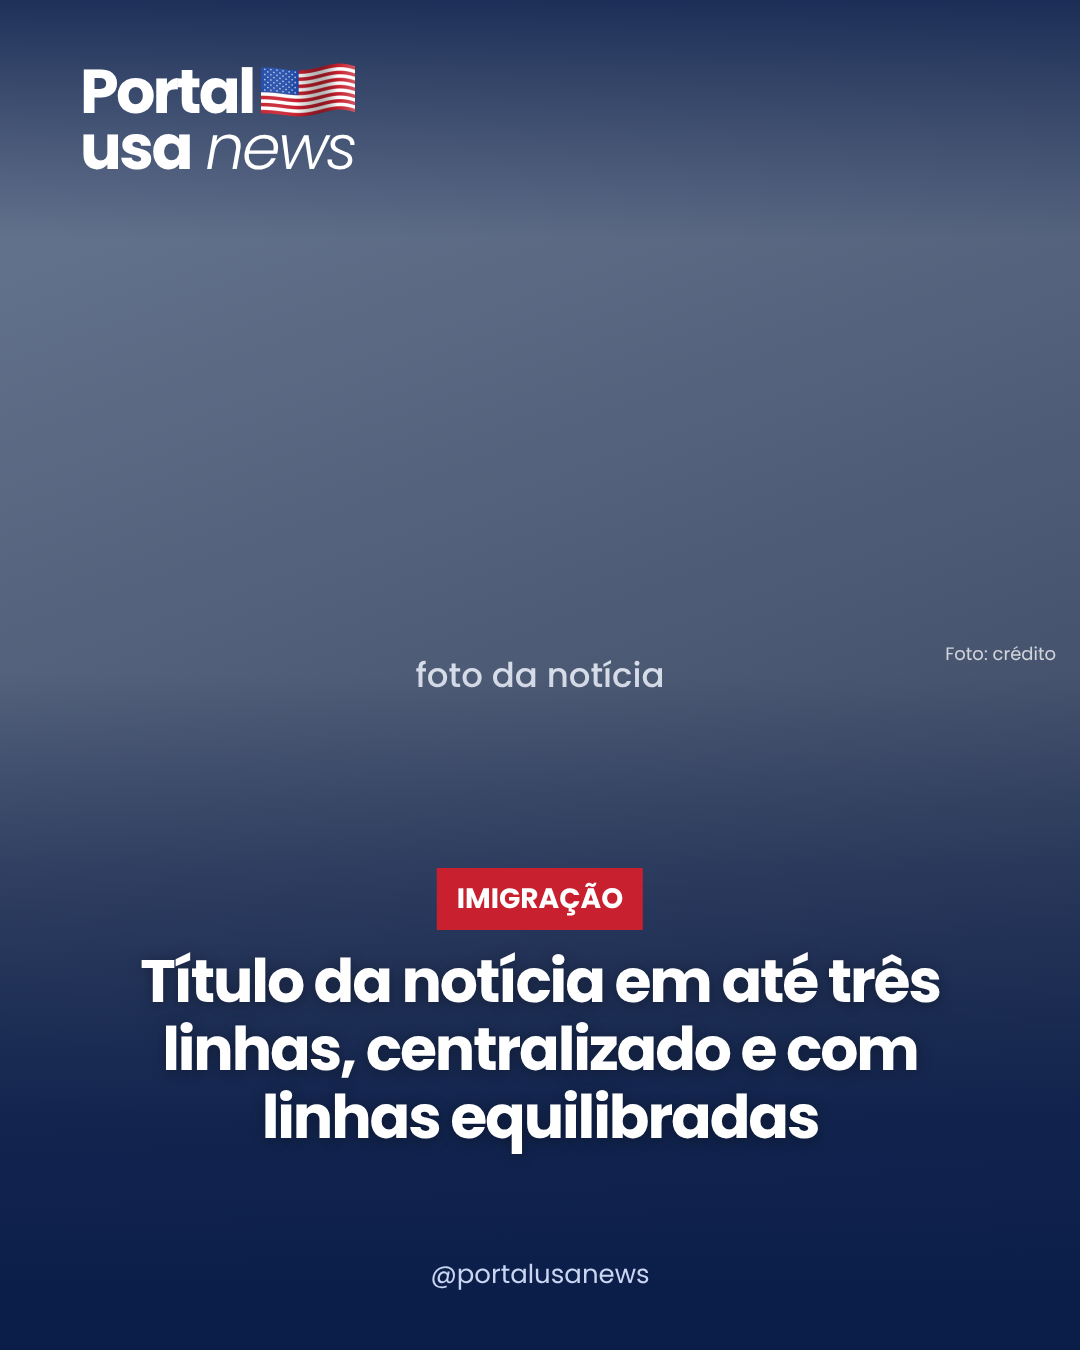 Portal
usa news
Foto: crédito
foto da notícia
IMIGRAÇÃO
Título da notícia em até três
linhas, centralizado e com
linhas equilibradas
@portalusanews